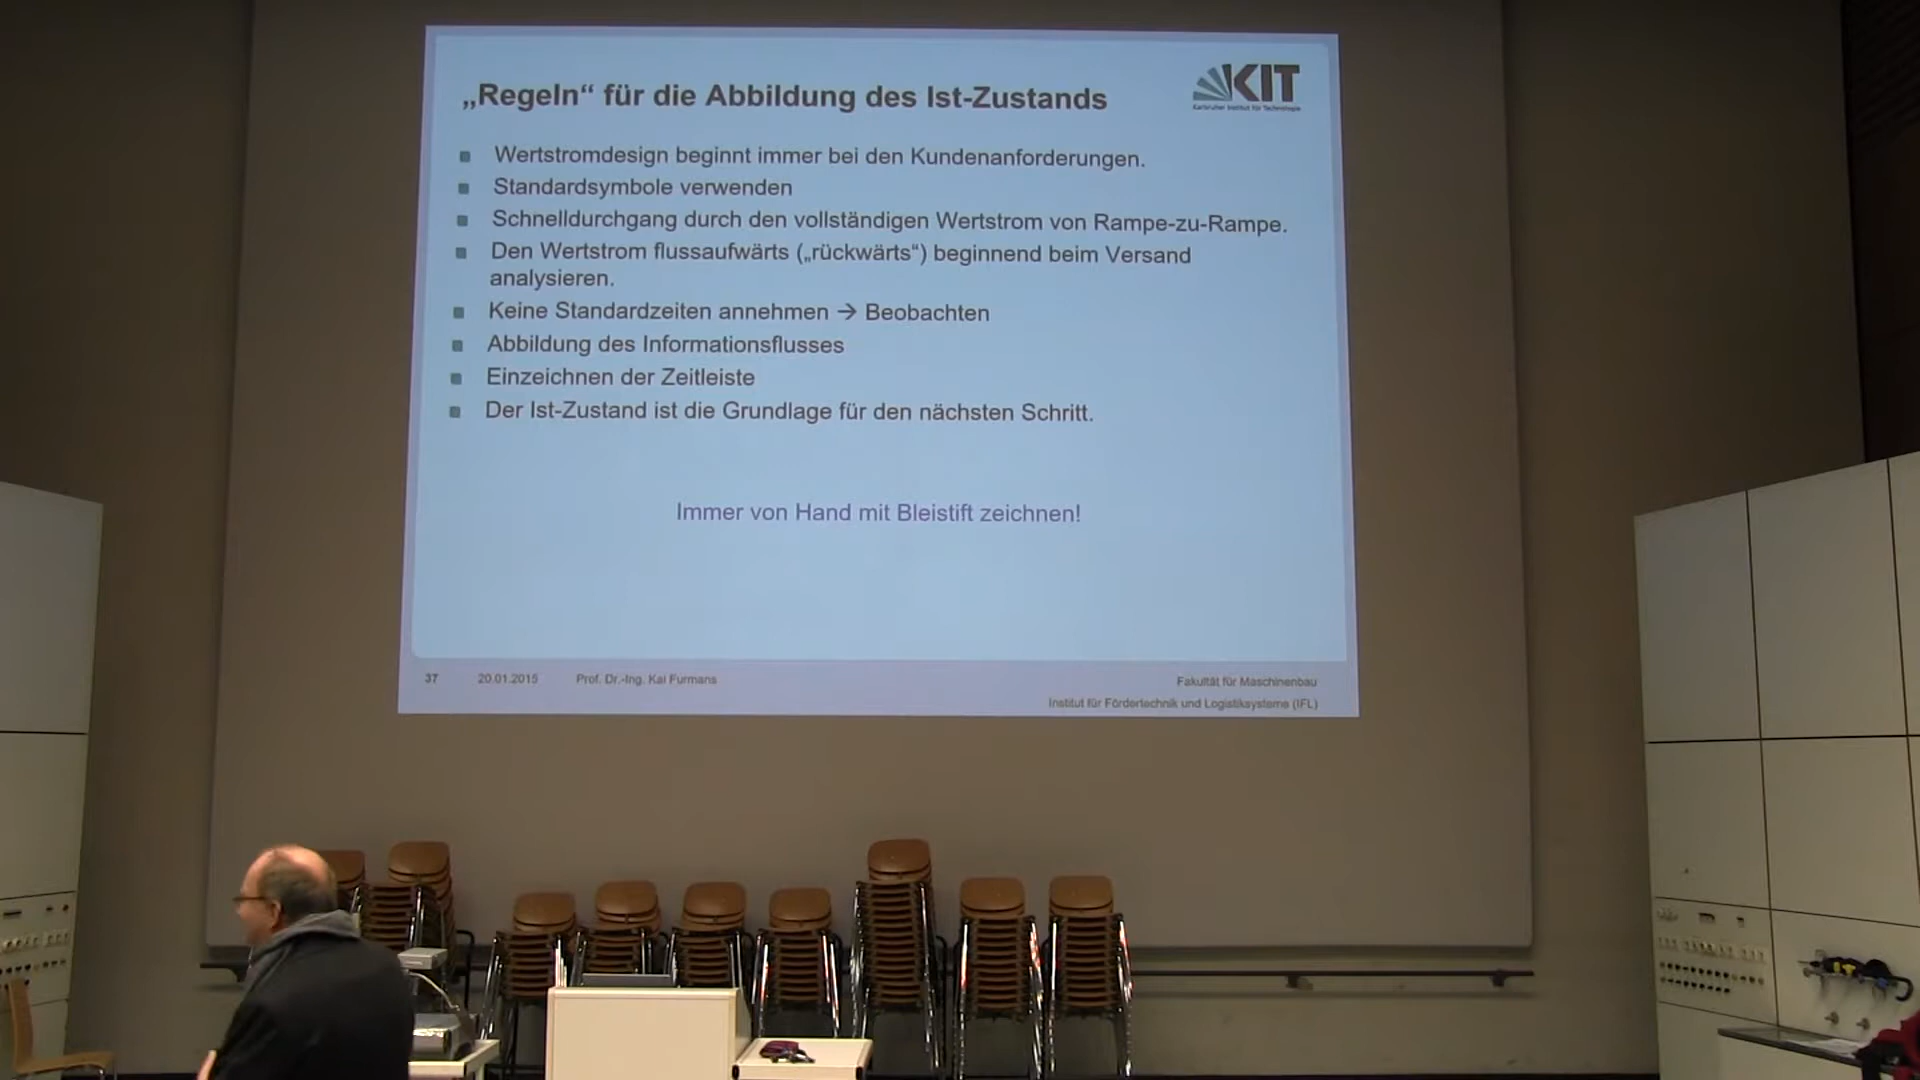 „Regeln“ für die Abbildung des Ist-Zustands
KIT
Karlsruher Institut für Technologie
Wertstromdesign beginnt immer bei den Kundenanforderungen.
Standardsymbole verwenden
Schnelldurchgang durch den vollständigen Wertstrom von Rampe-zu-Rampe.
Den Wertstrom flussaufwärts („rückwärts“) beginnend beim Versand
analysieren.
Keine Standardzeiten annehmen → Beobachten
Abbildung des Informationsflusses
Einzeichnen der Zeitleiste
Der Ist-Zustand ist die Grundlage für den nächsten Schritt.
Immer von Hand mit Bleistift zeichnen!
37 20.01.2015 Prof. Dr.-Ing. Kai Furmans
Fakultät für Maschinenbau
Institut für Fördertechnik und Logistiksysteme (IFL)